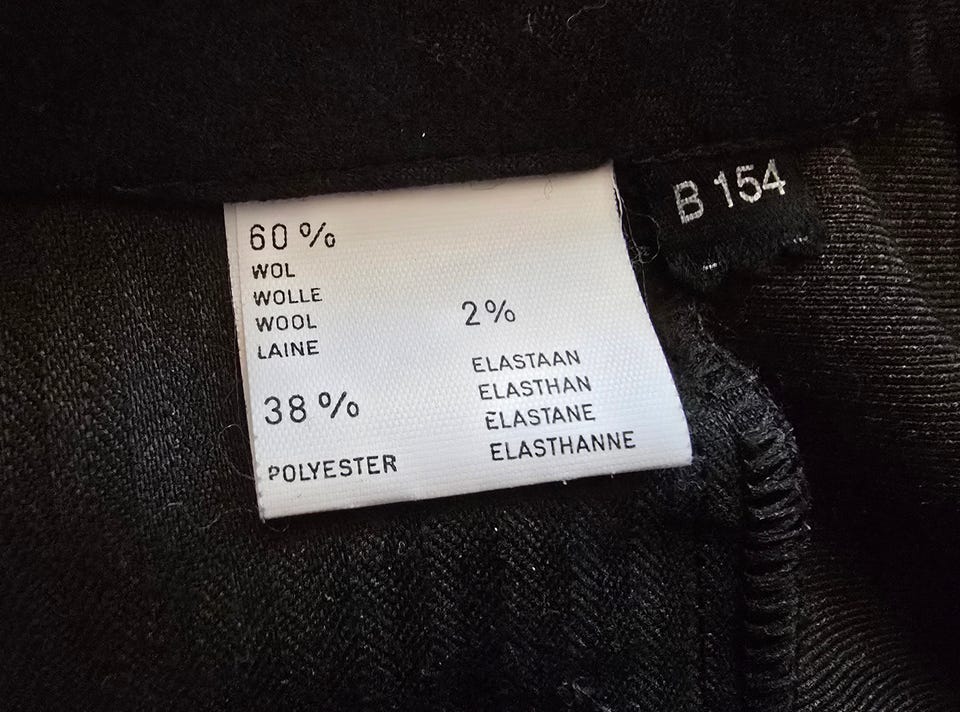 60 %
WOL
WOLLE
WOOL
LAINE
38 %
POLYESTER
2%
ELASTAAN
ELASTHAN
ELASTANE
ELASTHANNE
B 154